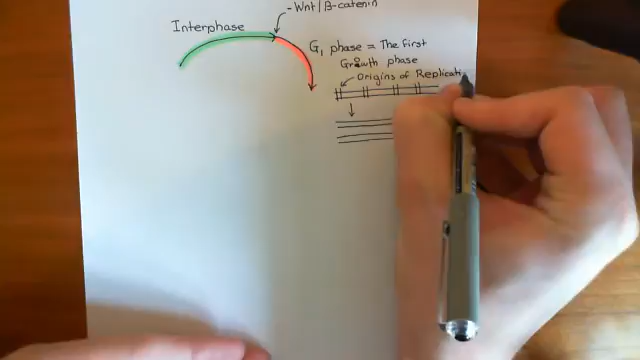 - Wnt/β-catenin
Interphase
G₁ phase = The first
Growth phase
Origins of Replicati